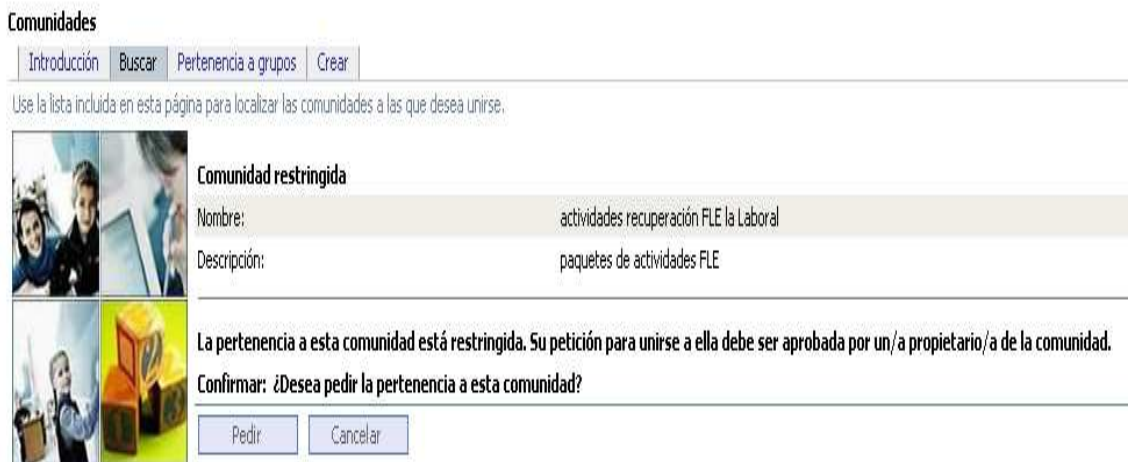 Comunidades
Introducción Buscar Pertenencia a grupos Crear
Use la lista incluida en esta página para localizar las comunidades a las que desea unirse.
Comunidad restringida
Nombre: actividades recuperación FLE la Laboral
Descripción: paquetes de actividades FLE
La pertenencia a esta comunidad está restringida. Su petición para unirse a ella debe ser aprobada por un/a propietario/a de la comunidad.
Confirmar: ¿Desea pedir la pertenencia a esta comunidad?
Pedir Cancelar